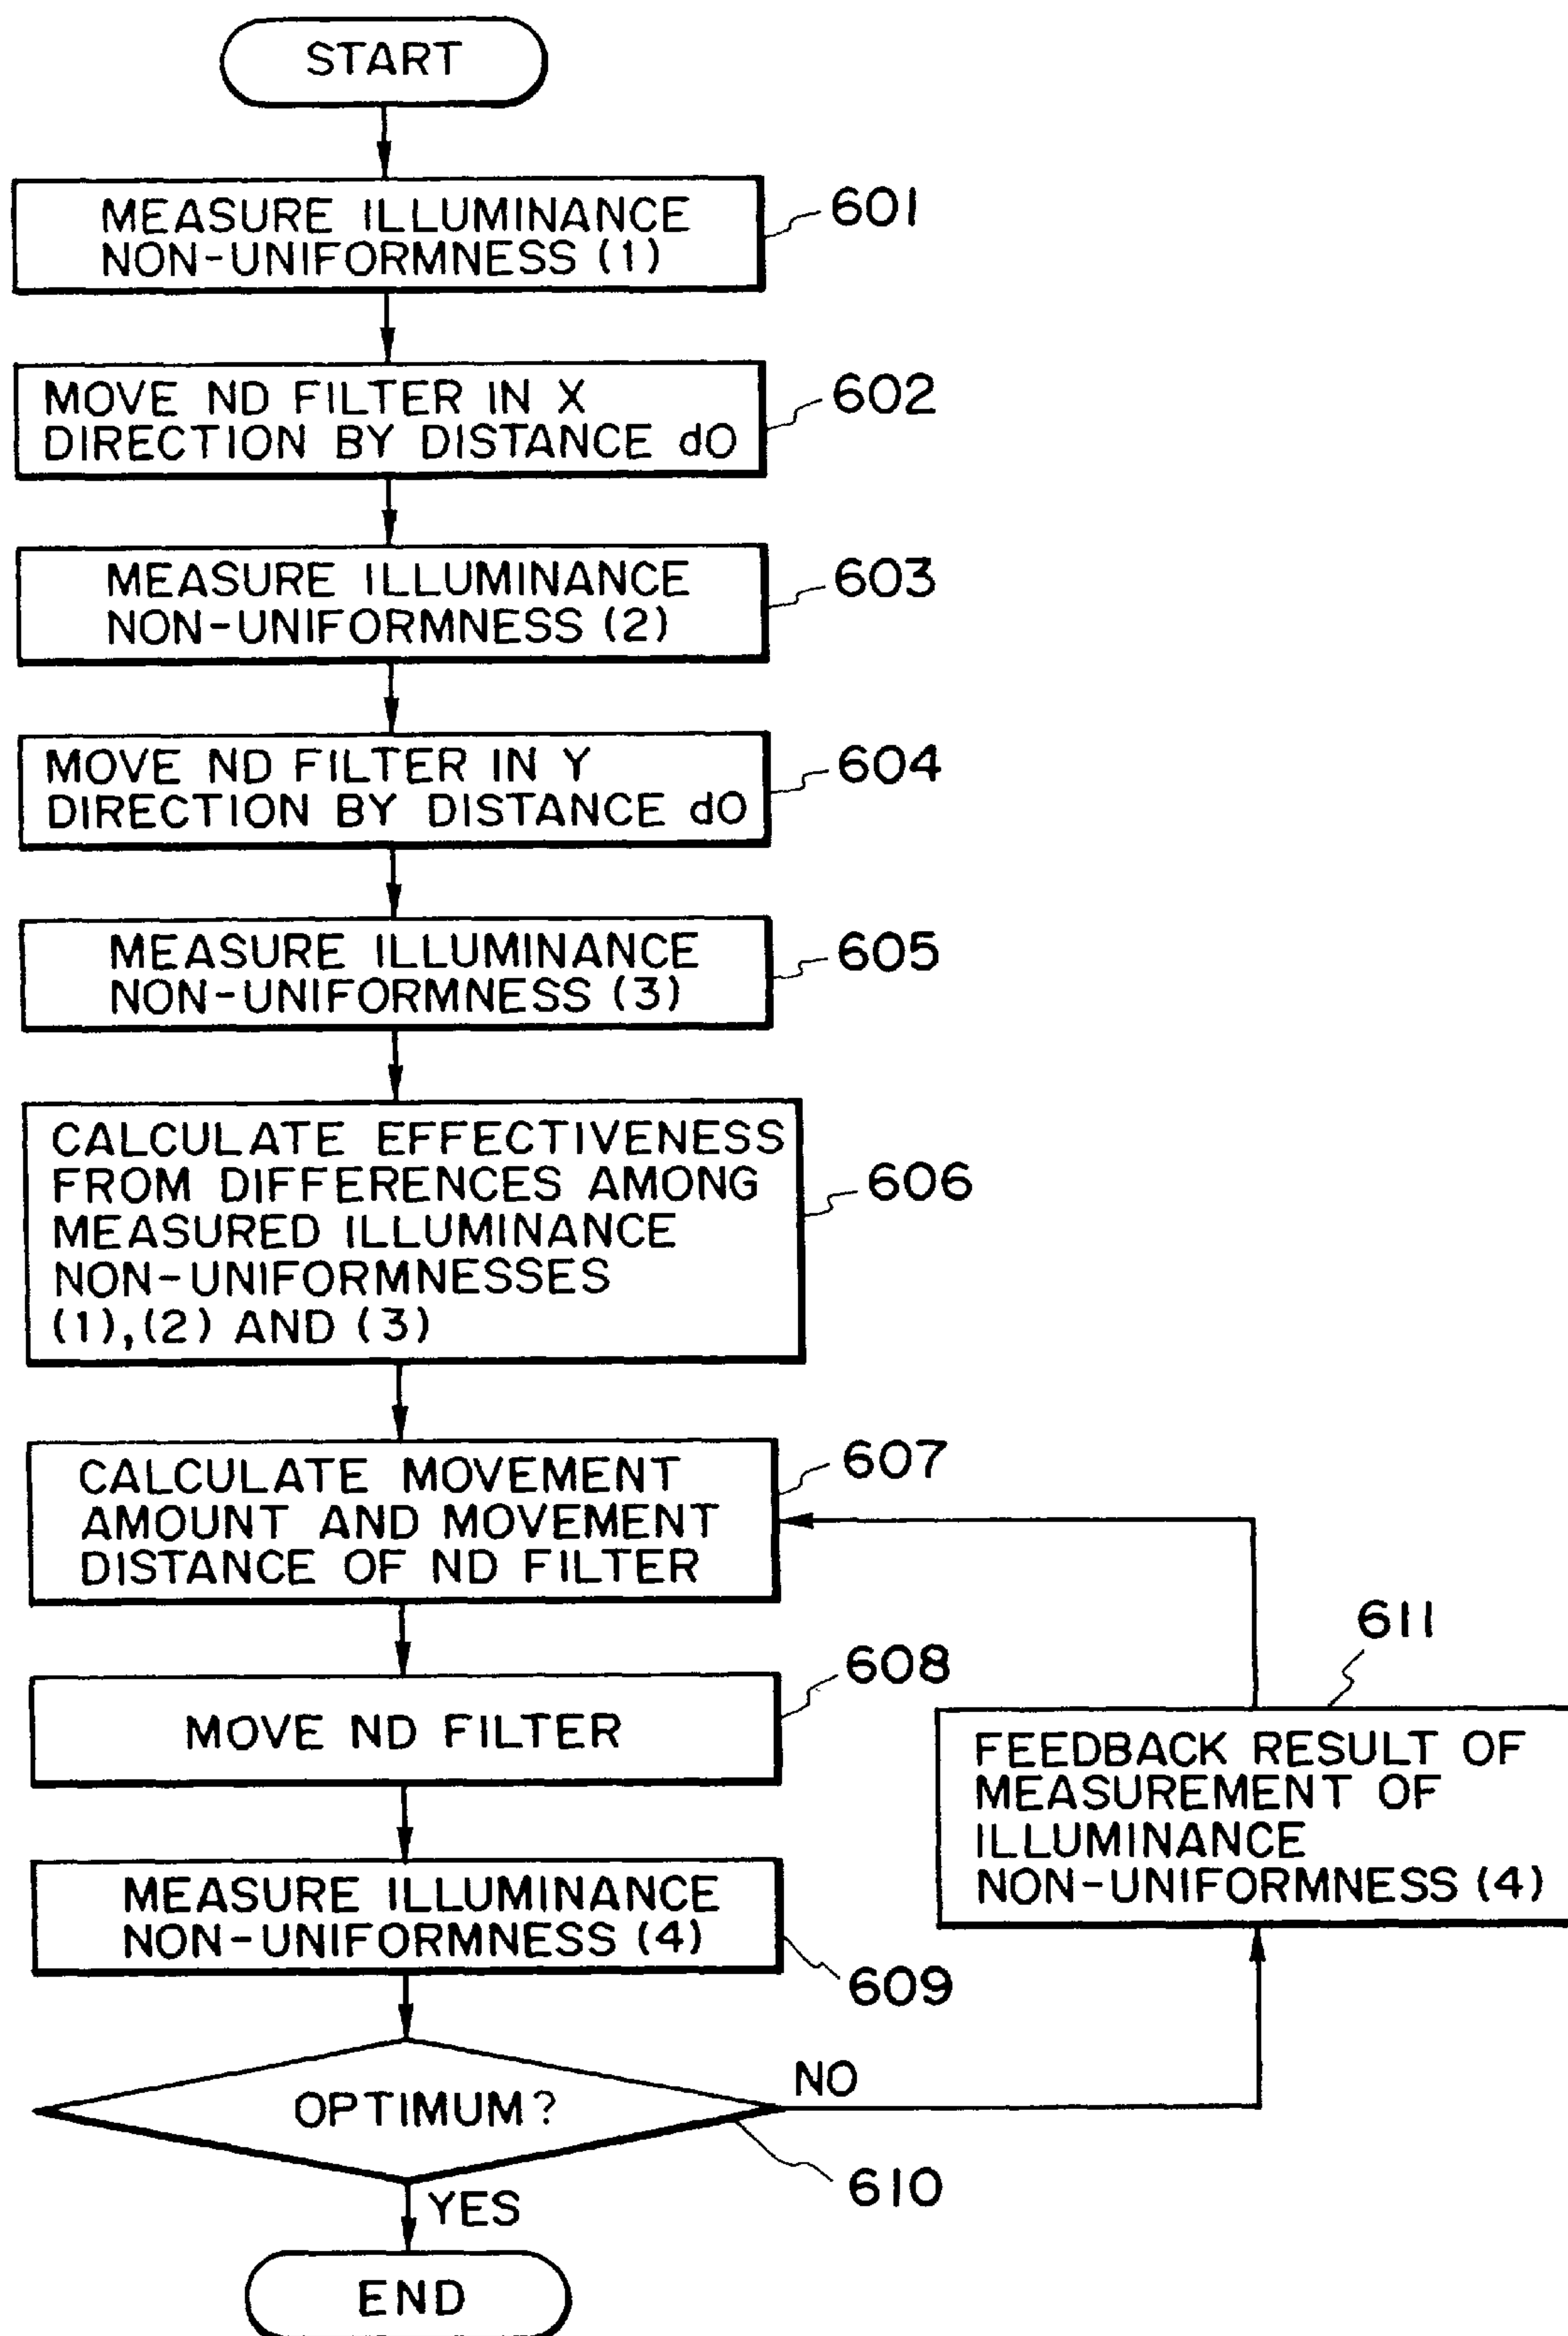 START
MEASURE ILLUMINANCE
NON-UNIFORMNESS (1)
601
MOVE ND FILTER IN X
DIRECTION BY DISTANCE dO
602
MEASURE ILLUMINANCE
NON-UNIFORMNESS (2)
603
MOVE ND FILTER IN Y
DIRECTION BY DISTANCE dO
604
MEASURE ILLUMINANCE
NON-UNIFORMNESS (3)
605
CALCULATE EFFECTIVENESS
FROM DIFFERENCES AMONG
MEASURED ILLUMINANCE
NON-UNIFORMNESSES
(1),(2) AND (3)
606
CALCULATE MOVEMENT
AMOUNT AND MOVEMENT
DISTANCE OF ND FILTER
607
MOVE ND FILTER
608
611
FEEDBACK RESULT OF
MEASUREMENT OF
ILLUMINANCE
NON-UNIFORMNESS (4)
MEASURE ILLUMINANCE
NON-UNIFORMNESS (4)
609
OPTIMUM?
NO
610
YES
END